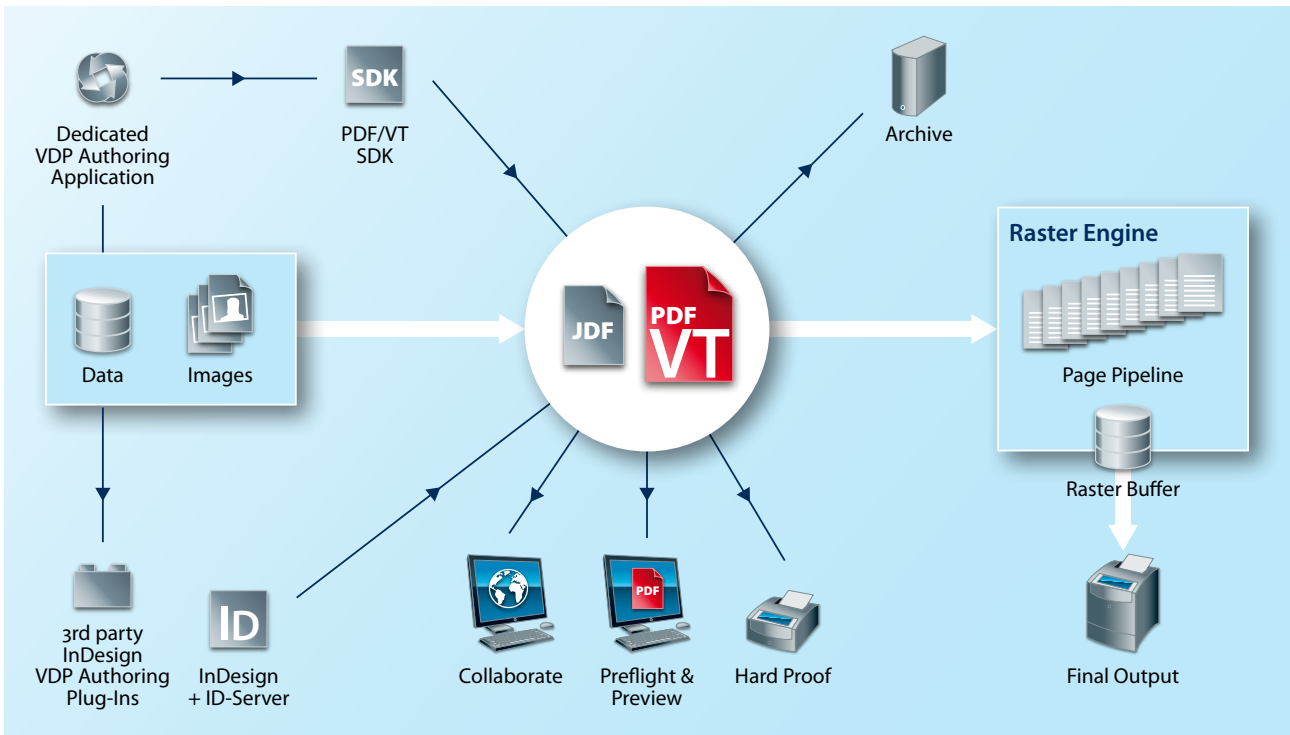 SDK
Dedicated
VDP Authoring
Application
PDF/VT
SDK
Archive
Raster Engine
JDF
PDF
VT
Data
Images
Page Pipeline
Raster Buffer
3rd party
InDesign
VDP Authoring
Plug-Ins
ID
InDesign
+ ID-Server
Collaborate
PDF
Preflight &
Preview
Hard Proof
Final Output